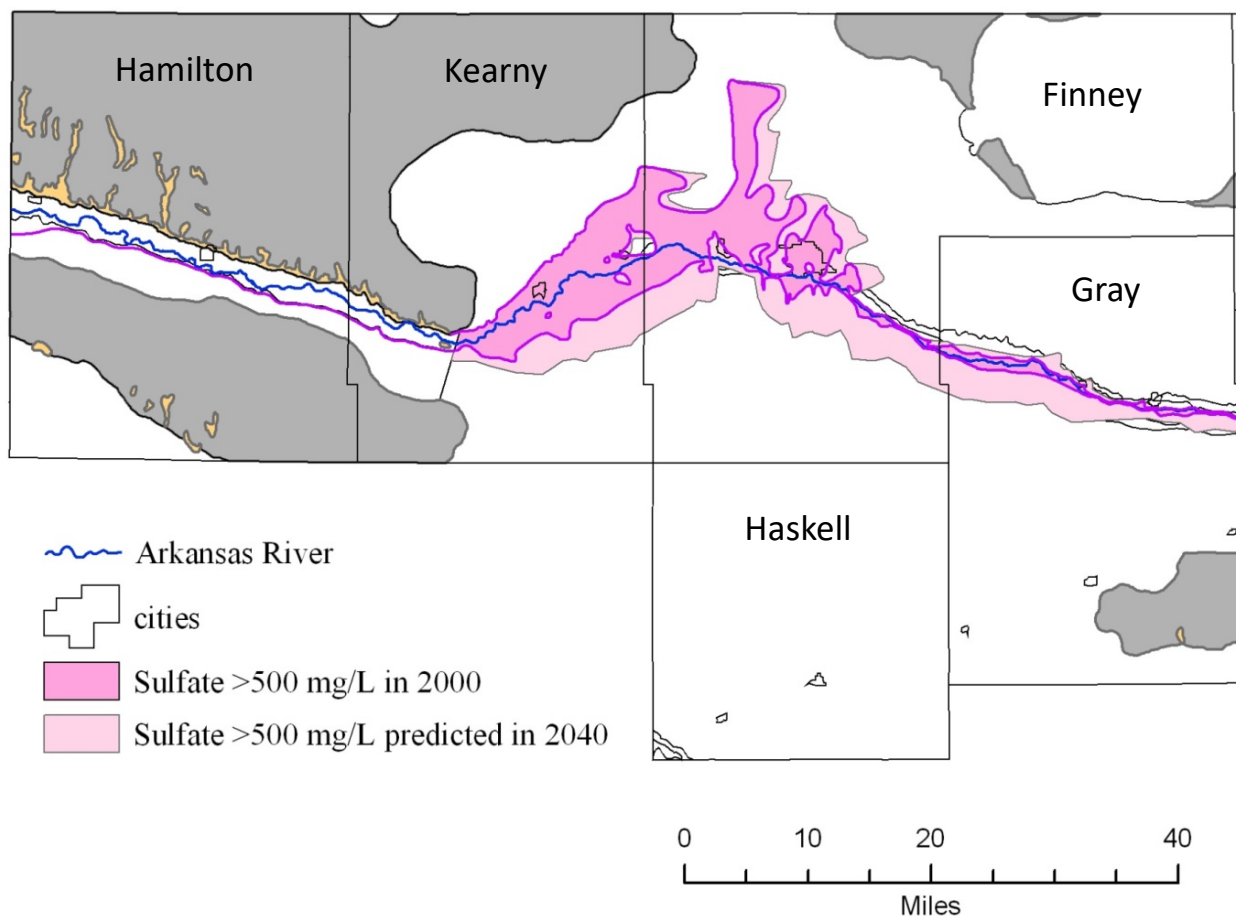 Hamilton
Kearny
Finney
Gray
Haskell
Arkansas River
cities
Sulfate >500 mg/L in 2000
Sulfate >500 mg/L predicted in 2040
0 10 20 40
Miles